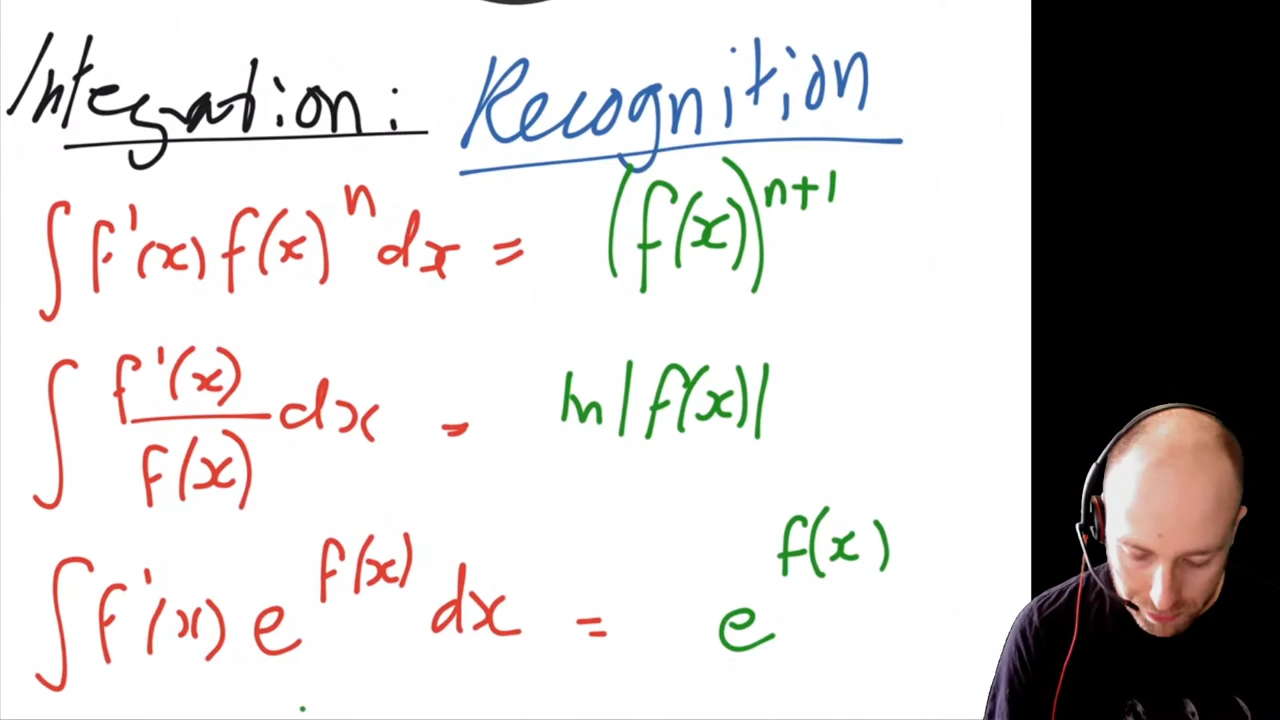 Integration: Recognition
∫ f'(x) f(x)^n dx = (f(x))^{n+1}
∫ f'(x)/f(x) dx = ln|f(x)|
∫ f'(x) e^{f(x)} dx = e^{f(x)}